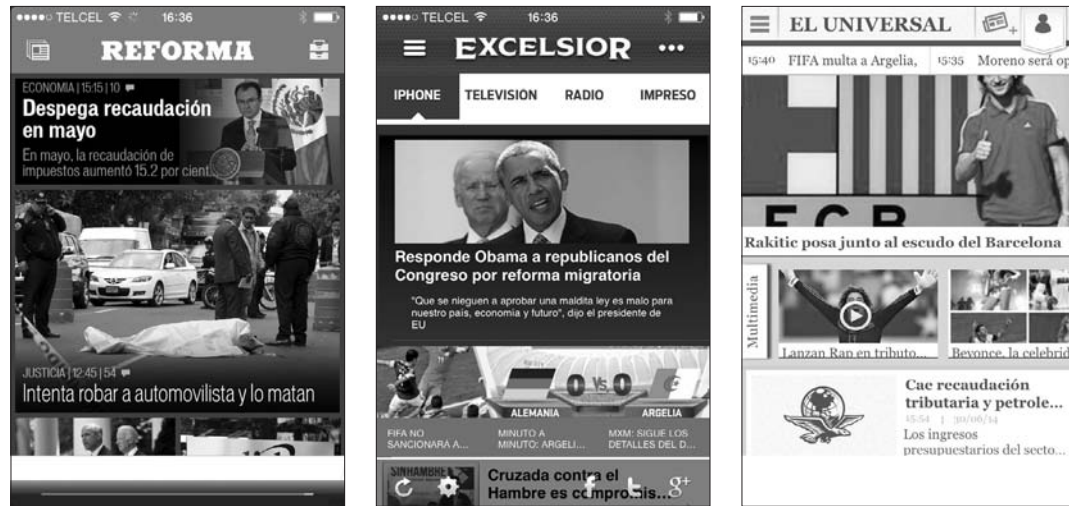 TELCEL 16:36
REFORMA
ECONOMIA | 15:15 | 10
Despega recaudación
en mayo
En mayo, la recaudación de
impuestos aumentó 15.2 por cient...
JUSTICIA | 12:45 | 54
Intenta robar a automovilista y lo matan
TELCEL 16:36
EXCELSIOR
IPHONE TELEVISION RADIO IMPRESO
Responde Obama a republicanos del
Congreso por reforma migratoria
"Que se nieguen a aprobar una maldita ley es malo para
nuestro país, economía y futuro", dijo el presidente de
EU
0 Vs. 0
ALEMANIA ARGELIA
FIFA NO
SANCIONARÁ A...
MINUTO A
MINUTO: ARGELI...
MXM: SIGUE LOS
DETALLES DEL D...
SINHAMBRE
Cruzada contra el
Hambre es compromis...
g+
EL UNIVERSAL
15:40 FIFA multa a Argelia, 15:35 Moreno será op
FCB
Rakitic posa junto al escudo del Barcelona
Multimedia
Lanzan Rap en tributo...
Beyonce, la celebrid
Cae recaudación
tributaria y petrole...
15:54 | 30/06/14
Los ingresos
presupuestarios del secto...